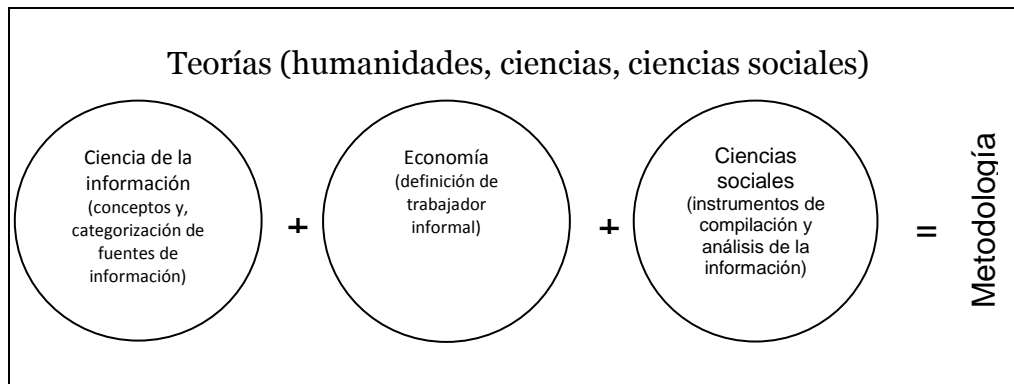 Teorías (humanidades, ciencias, ciencias sociales)
Ciencia de la
información
(conceptos y,
categorización de
fuentes de
información)
+
Economía
(definición de
trabajador
informal)
+
Ciencias
sociales
(instrumentos de
compilación y
análisis de la
información)
=
Metodología